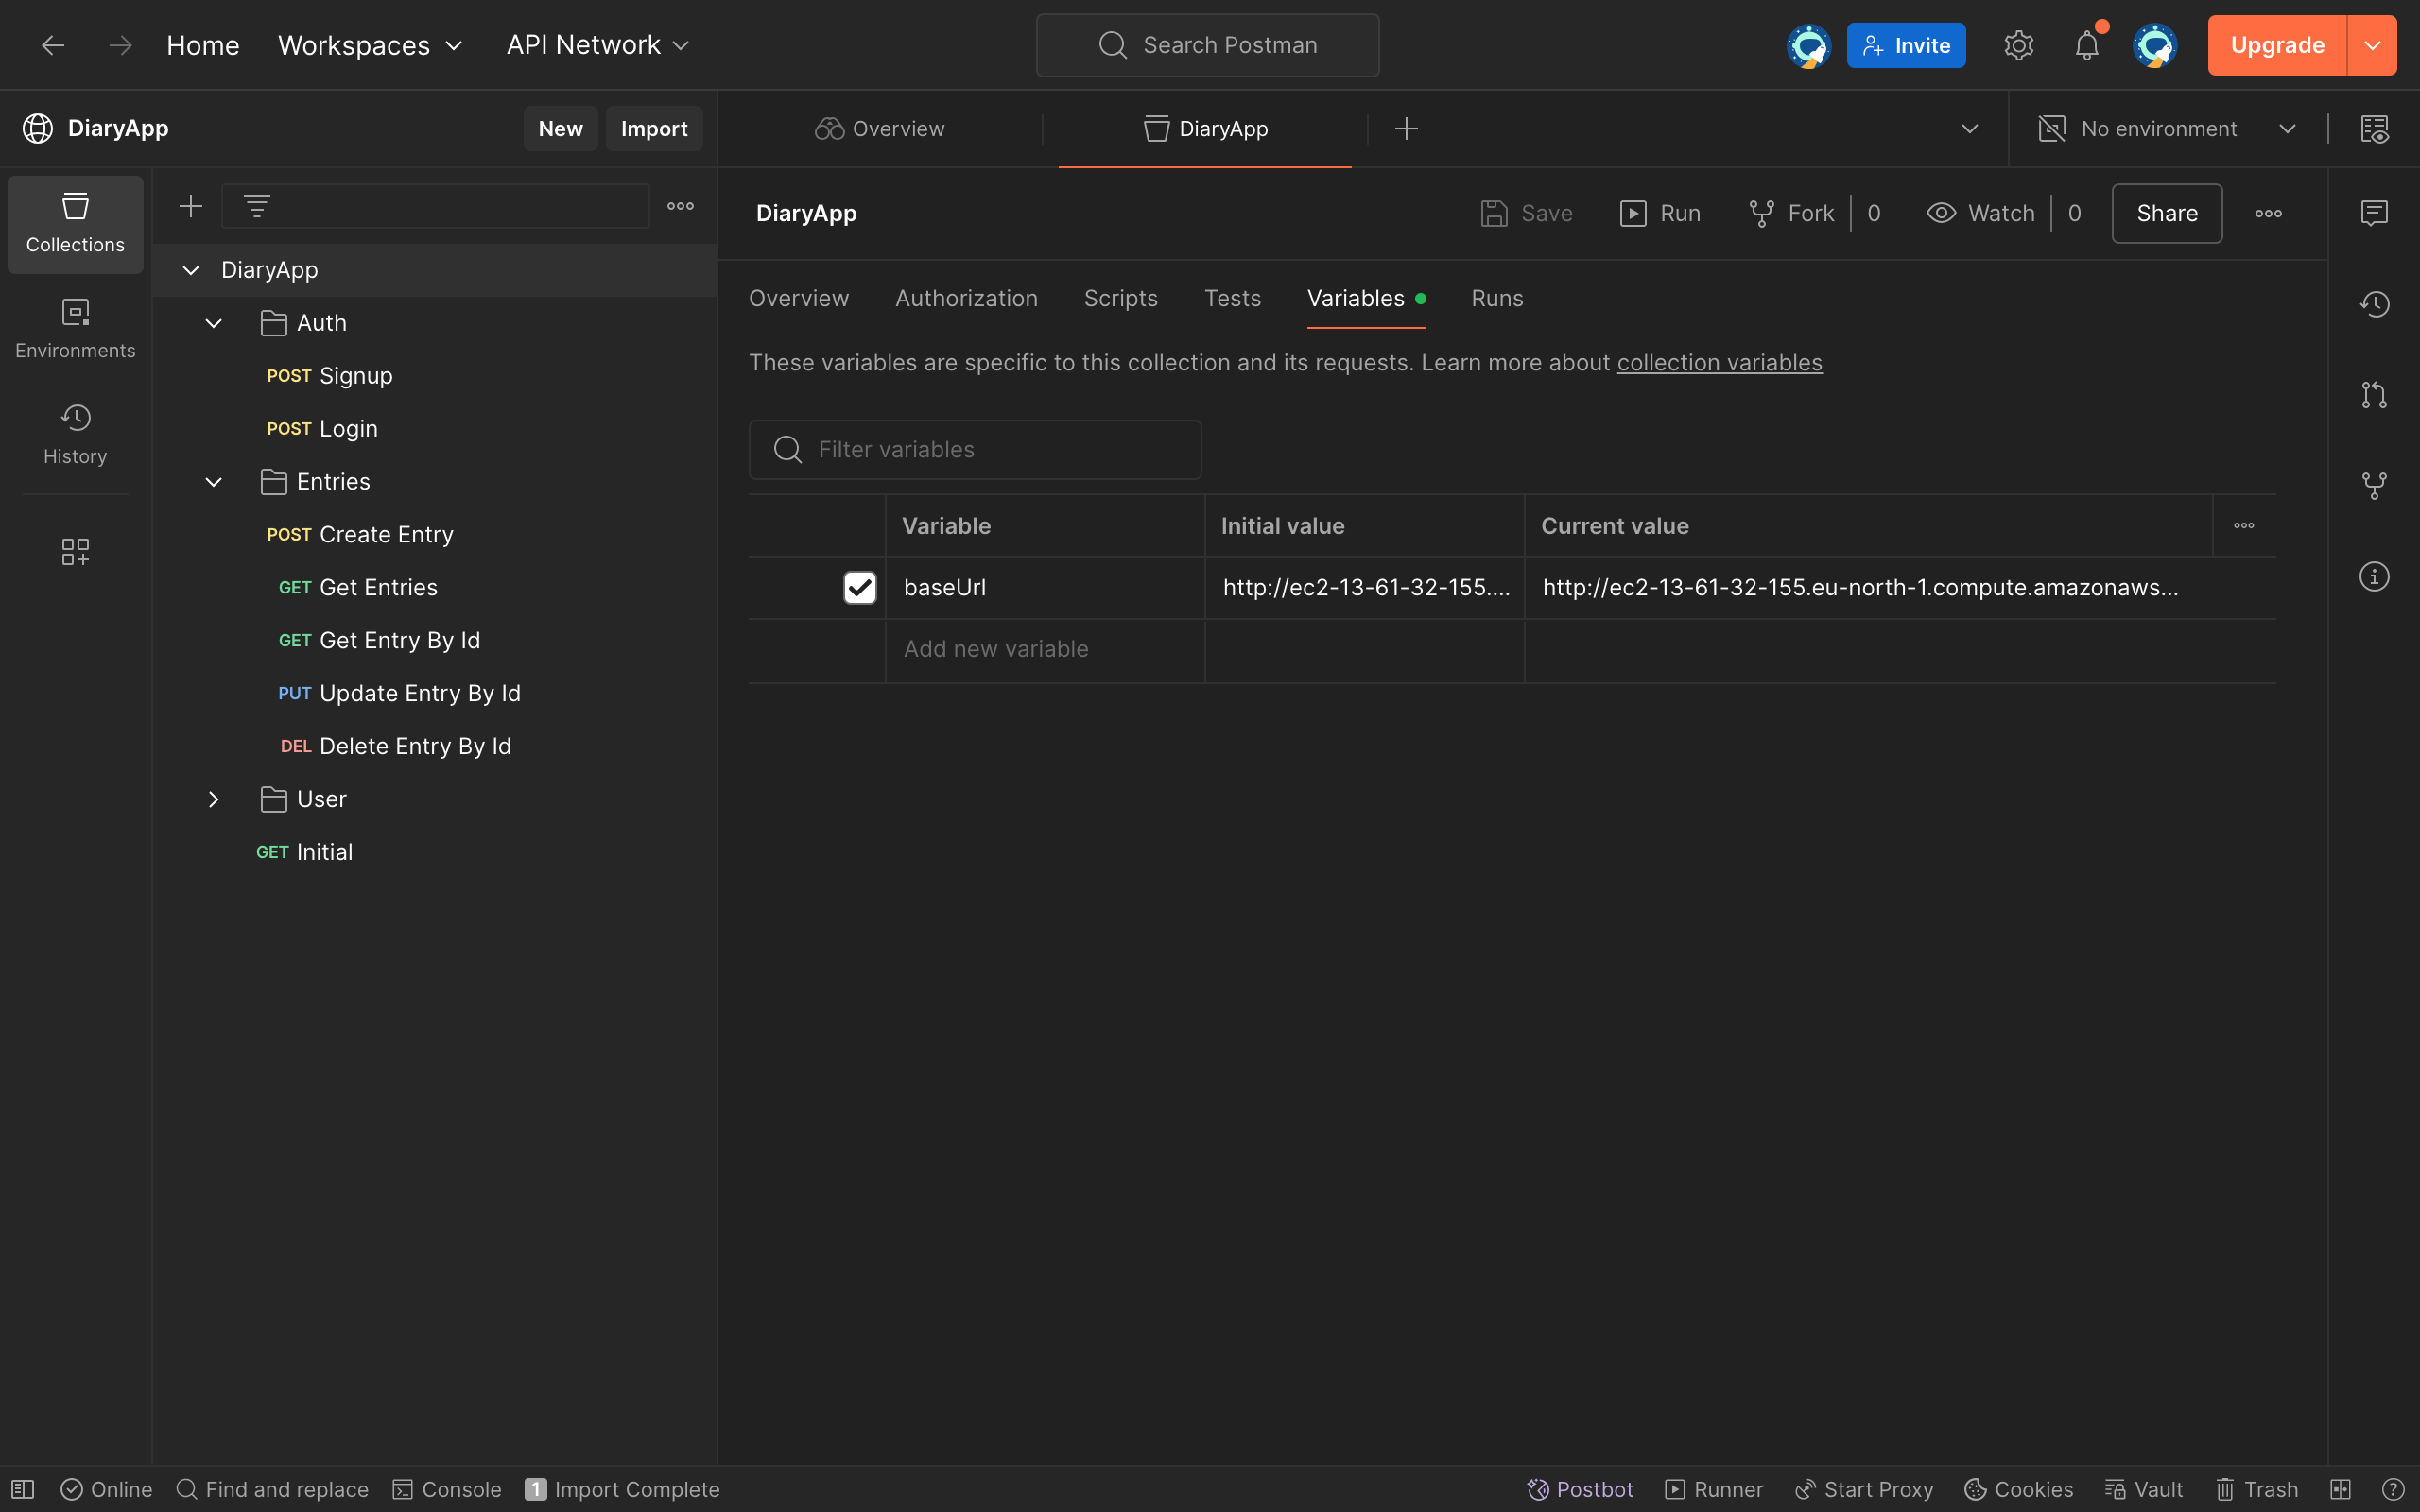 Home Workspaces API Network Search Postman Invite Upgrade
DiaryApp New Import Overview DiaryApp No environment
Collections
Environments
History
DiaryApp
Auth
POST Signup
POST Login
Entries
POST Create Entry
GET Get Entries
GET Get Entry By Id
PUT Update Entry By Id
DEL Delete Entry By Id
User
GET Initial
DiaryApp Save Run Fork 0 Watch 0 Share
Overview Authorization Scripts Tests Variables Runs
These variables are specific to this collection and its requests. Learn more about collection variables
Filter variables
Variable Initial value Current value
baseUrl http://ec2-13-61-32-155.... http://ec2-13-61-32-155.eu-north-1.compute.amazonaws...
Add new variable
Online Find and replace Console 1 Import Complete Postbot Runner Start Proxy Cookies Vault Trash